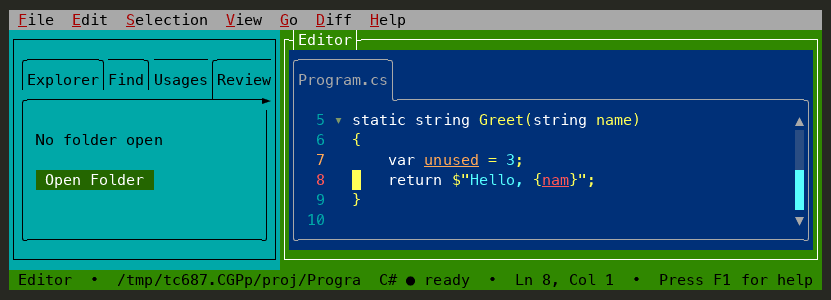 File Edit Selection View Go Diff Help
Editor
Explorer Find Usages Review
No folder open
Open Folder
Program.cs
5 ▾ static string Greet(string name)
6 {
7 var unused = 3;
8 return $"Hello, {nam}";
9 }
10
Editor • /tmp/tc687.CGPp/proj/Progra C# ● ready • Ln 8, Col 1 • Press F1 for help